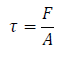 τ = F/A